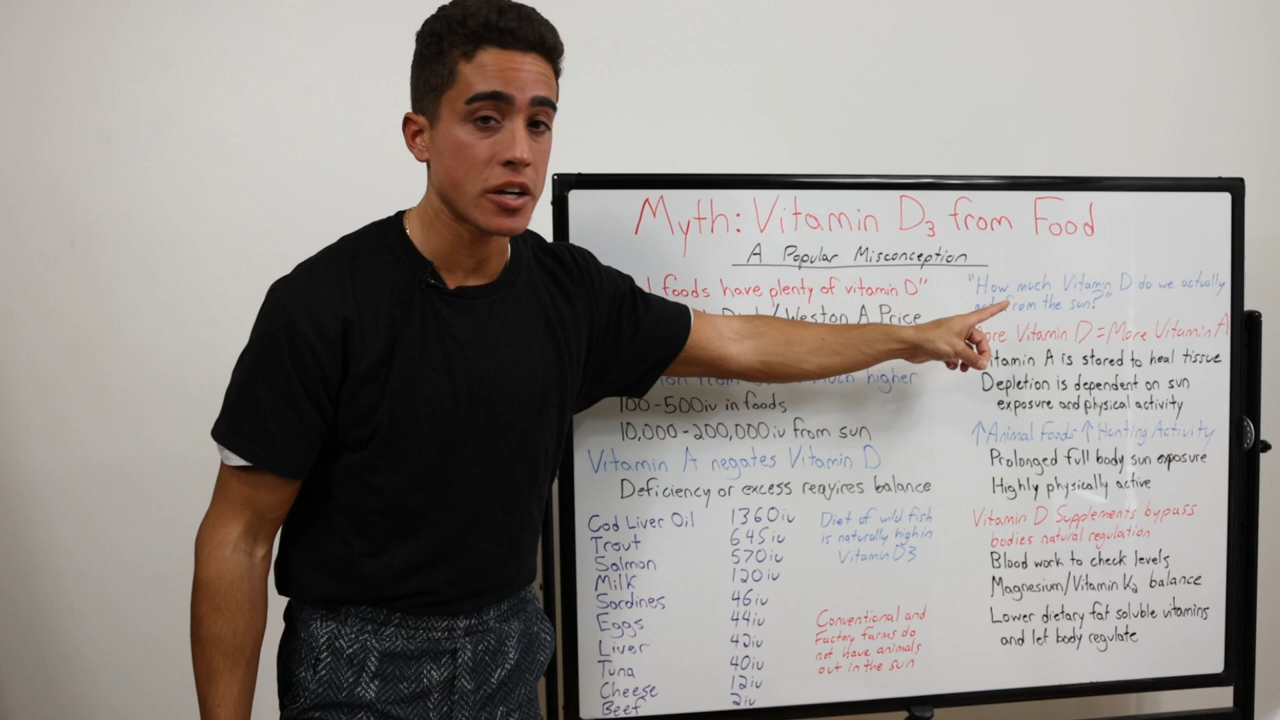 Myth: Vitamin D3 from Food
A Popular Misconception
foods have plenty of vitamin D"
Weston A Price
much higher
100-500iu in foods
10,000-200,000iu from sun
Vitamin A negates Vitamin D
Deficiency or excess requires balance
Cod Liver Oil 1360iu
Trout 645iu
Salmon 570iu
Milk 120iu
Sardines 46iu
Eggs 44iu
Liver 42iu
Tuna 40iu
Cheese 12iu
Beef 2iu
Diet of wild fish
is naturally high in
Vitamin D3
Conventional and
Factory farms do
not have animals
out in the sun
"How much Vitamin D do we actually
from the sun?"
Vitamin D = More Vitamin A
Vitamin A is stored to heal tissue
Depletion is dependent on sun
exposure and physical activity
↑Animal Foods ↑Hunting Activity
Prolonged full body sun exposure
Highly physically active
Vitamin D Supplements bypass
bodies natural regulation
Blood work to check levels
Magnesium/Vitamin K2 balance
Lower dietary fat soluble vitamins
and let body regulate